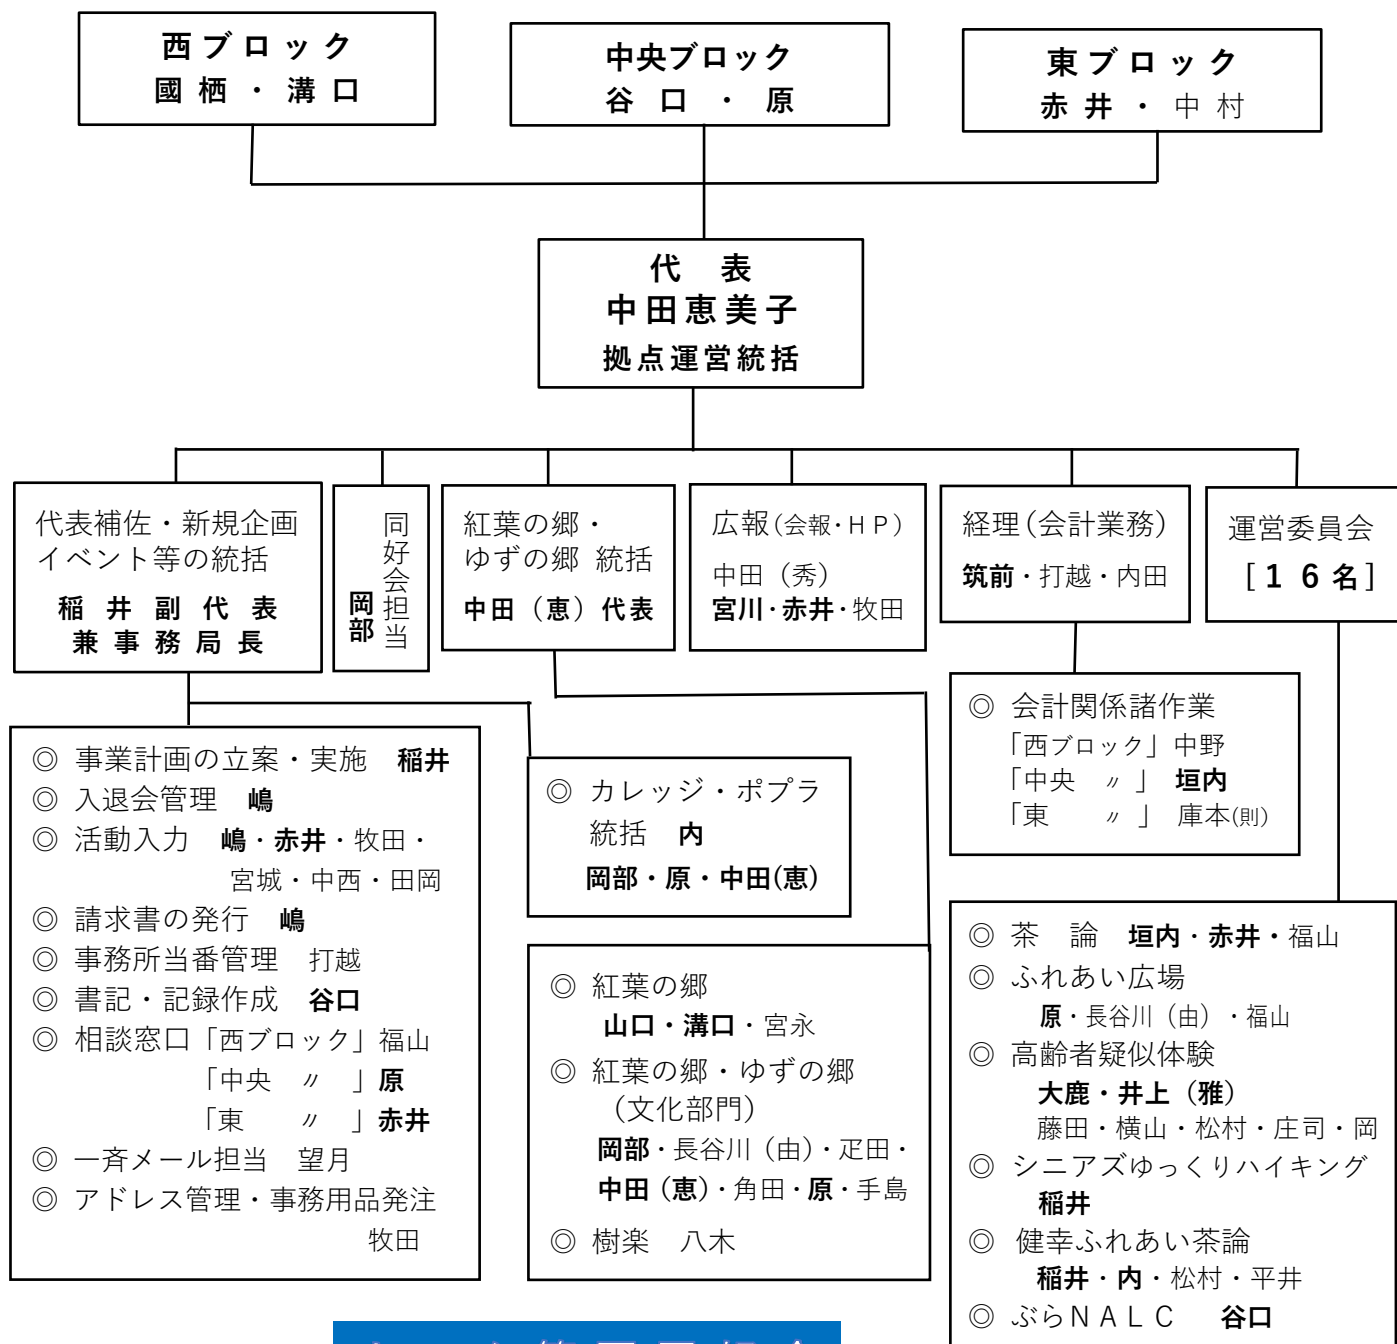 西ブロック
國栖・溝口
中央ブロック
谷口・原
東ブロック
赤井・中村
代　表
中田恵美子
拠点運営統括
代表補佐・新規企画
イベント等の統括
稲井副代表
兼事務局長
同好会担当
岡部
紅葉の郷・
ゆずの郷 統括
中田（恵）代表
広報(会報・ＨＰ)
中田（秀）
宮川・赤井・牧田
経理(会計業務)
筑前・打越・内田
運営委員会
[１６名]
◎ 事業計画の立案・実施　稲井
◎ 入退会管理　嶋
◎ 活動入力　嶋・赤井・牧田・
宮城・中西・田岡
◎ 請求書の発行　嶋
◎ 事務所当番管理　打越
◎ 書記・記録作成　谷口
◎ 相談窓口「西ブロック」福山
「中央　〃　」原
「東　　〃　」赤井
◎ 一斉メール担当　望月
◎ アドレス管理・事務用品発注
牧田
◎ カレッジ・ポプラ
統括　内
岡部・原・中田(恵)
◎ 紅葉の郷
山口・溝口・宮永
◎ 紅葉の郷・ゆずの郷
（文化部門）
岡部・長谷川（由）・疋田・
中田（恵）・角田・原・手島
◎ 樹楽　八木
◎ 会計関係諸作業
「西ブロック」中野
「中央　〃」　垣内
「東　　〃」　庫本(則)
◎ 茶　論　垣内・赤井・福山
◎ ふれあい広場
原・長谷川（由）・福山
◎ 高齢者疑似体験
大鹿・井上（雅）
藤田・横山・松村・庄司・岡
◎ シニアズゆっくりハイキング
稲井
◎ 健幸ふれあい茶論
稲井・内・松村・平井
◎ ぶらＮＡＬＣ　谷口